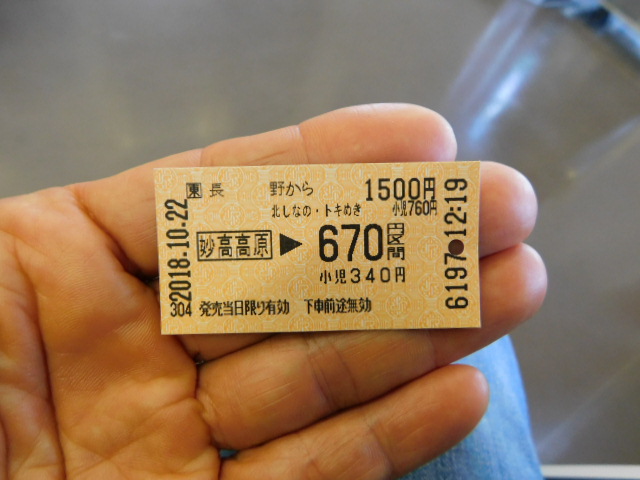 東 長 野から 1500円
北しなの・トキめき 小児760円
妙高高原 ▶ 670円区間
小児340円
304 発売当日限り有効 下車前途無効
2018.10-22
6197 12:19